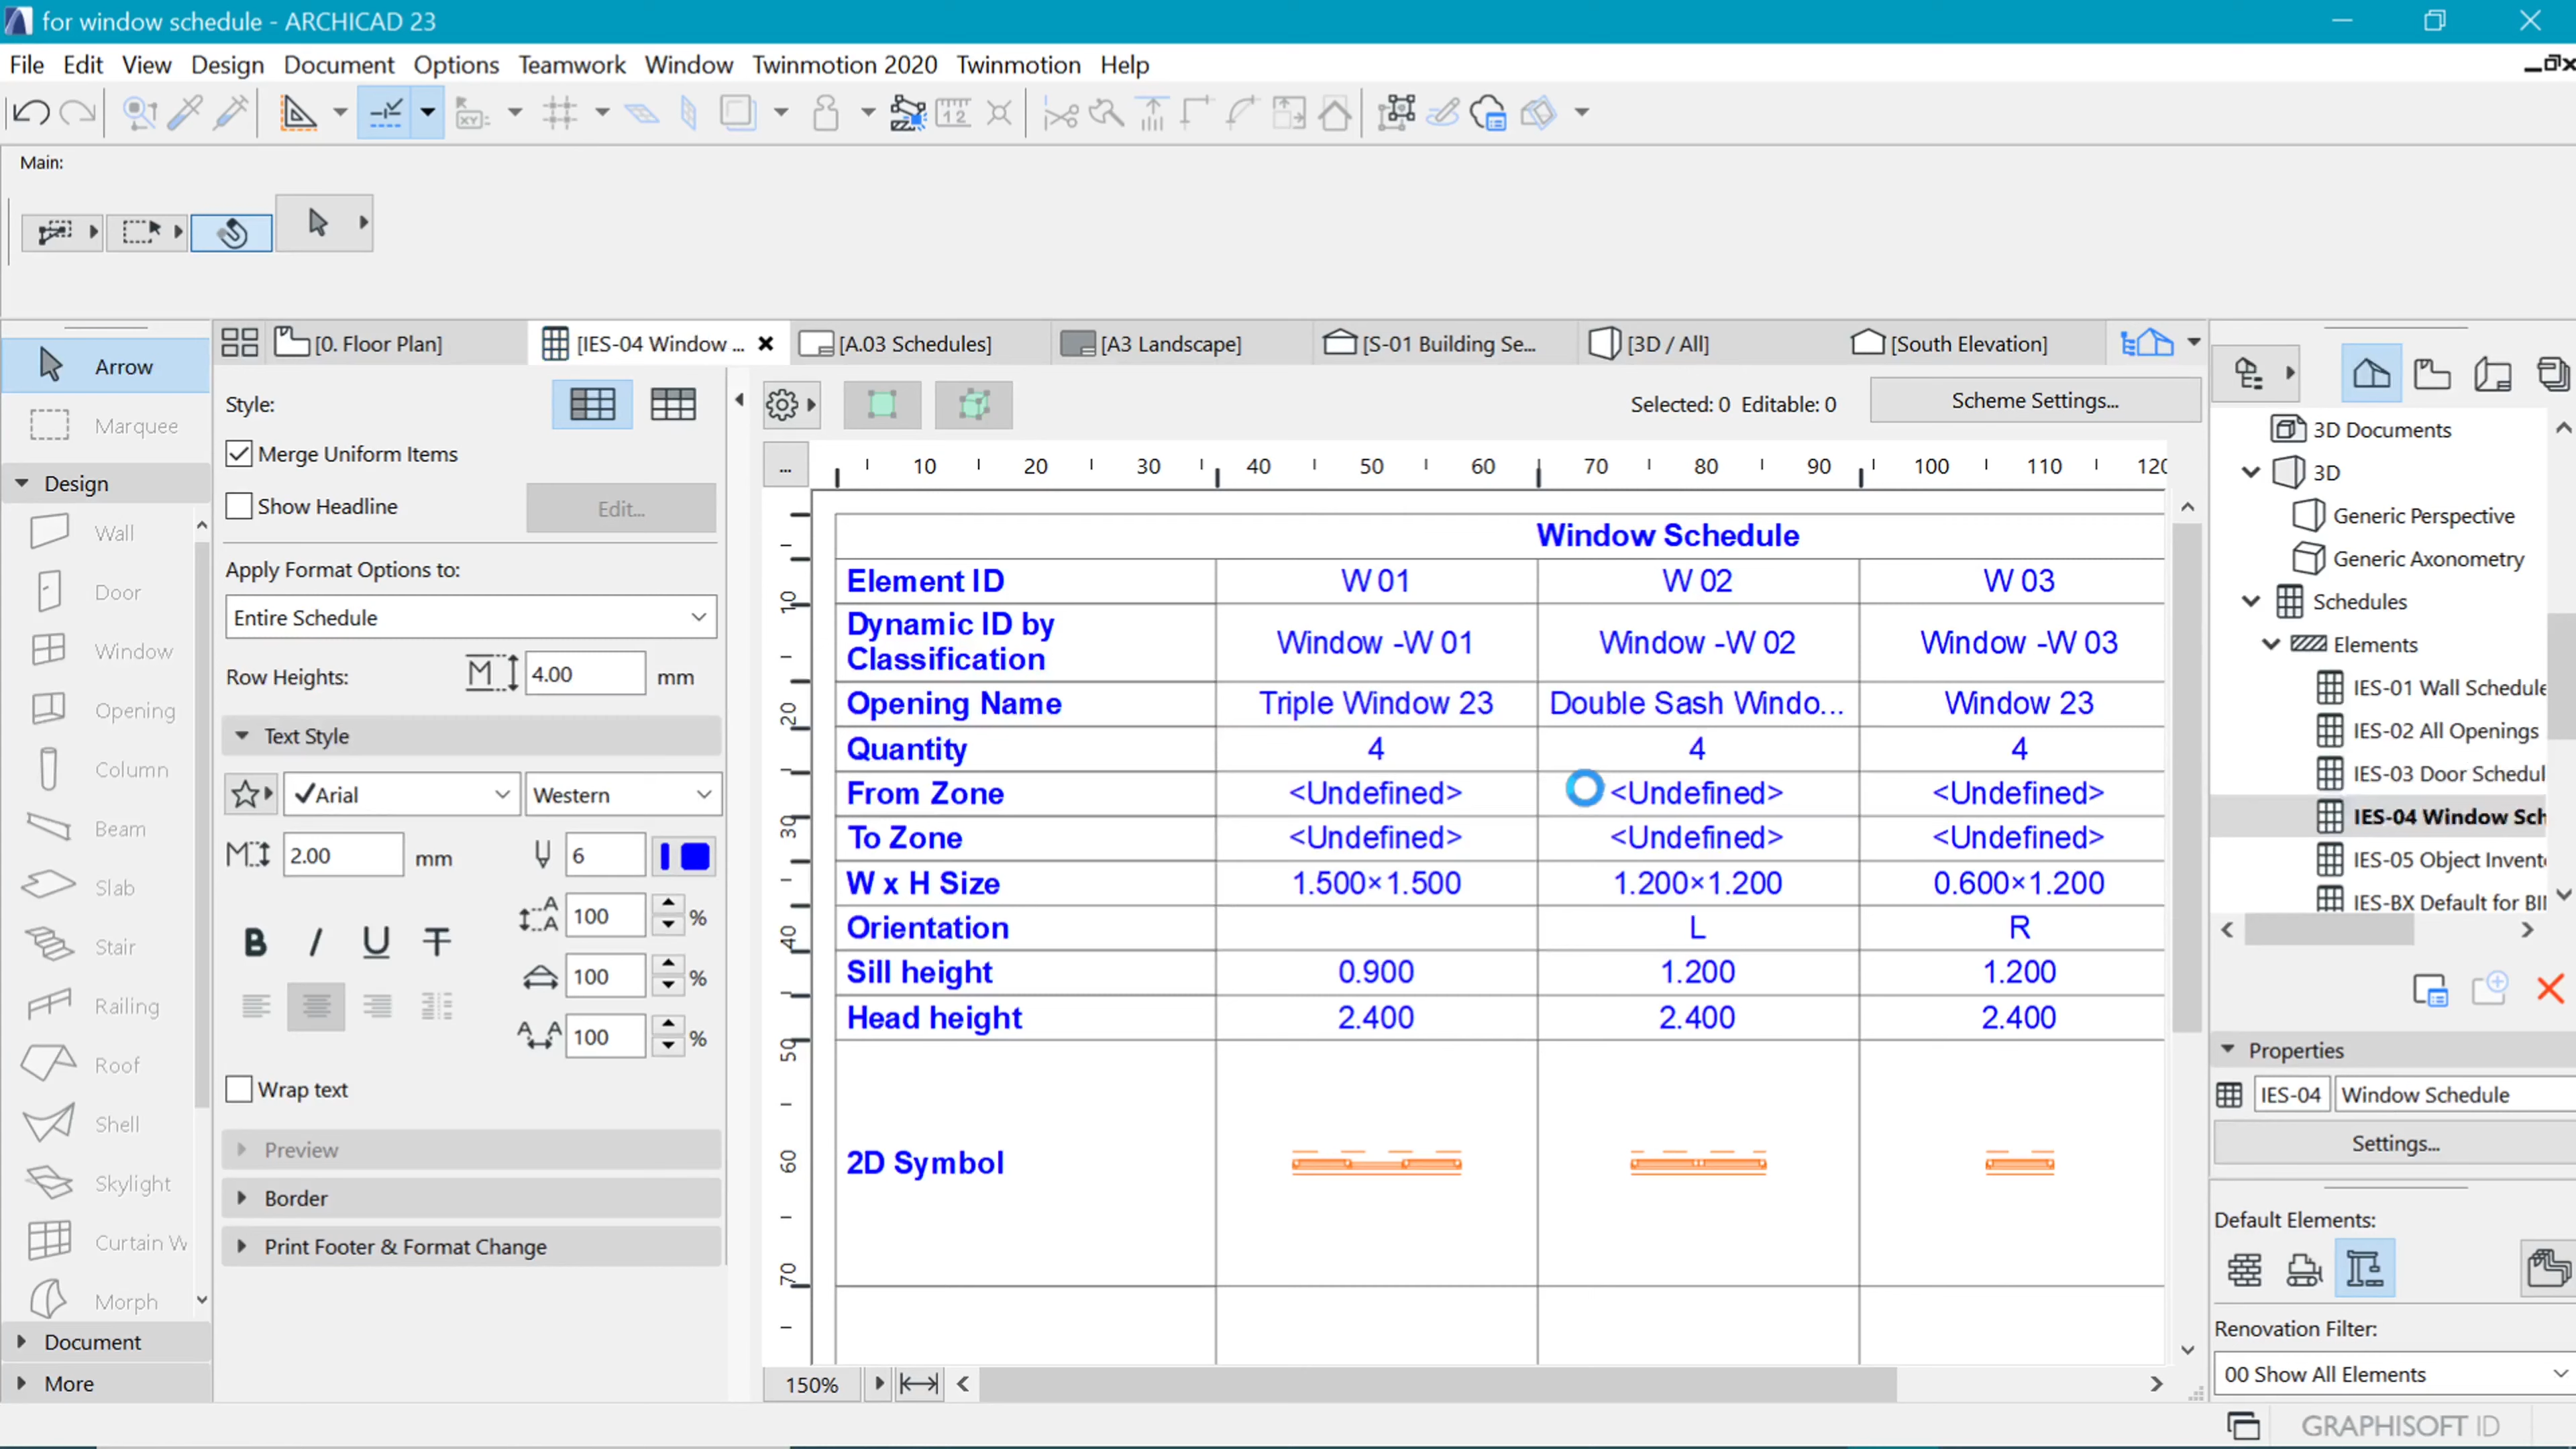 for window schedule - ARCHICAD 23
File Edit View Design Document Options Teamwork Window Twinmotion 2020 Twinmotion Help
Main:
[0. Floor Plan] [IES-04 Window ... [A.03 Schedules] [A3 Landscape] [S-01 Building Se... [3D / All] [South Elevation]
Arrow
Marquee
Design
Wall
Door
Window
Opening
Column
Beam
Slab
Stair
Railing
Roof
Shell
Skylight
Curtain W
Morph
Document
More
Style:
Merge Uniform Items
Show Headline Edit...
Apply Format Options to:
Entire Schedule
Row Heights: 4.00 mm
Text Style
Arial Western
2.00 mm 6
100 %
B I U T
100 %
100 %
Wrap text
Preview
Border
Print Footer & Format Change
Selected: 0 Editable: 0 Scheme Settings...
... 10 20 30 40 50 60 70 80 90 100 110 120
10
20
30
40
50
60
70
Window Schedule
Element ID W 01 W 02 W 03
Dynamic ID by
Classification Window -W 01 Window -W 02 Window -W 03
Opening Name Triple Window 23 Double Sash Windo... Window 23
Quantity 4 4 4
From Zone <Undefined> <Undefined> <Undefined>
To Zone <Undefined> <Undefined> <Undefined>
W x H Size 1.500×1.500 1.200×1.200 0.600×1.200
Orientation L R
Sill height 0.900 1.200 1.200
Head height 2.400 2.400 2.400
2D Symbol
150%
3D Documents
3D
Generic Perspective
Generic Axonometry
Schedules
Elements
IES-01 Wall Schedule
IES-02 All Openings
IES-03 Door Schedul
IES-04 Window Sch
IES-05 Object Invent
IES-BX Default for BI
Properties
IES-04 Window Schedule
Settings...
Default Elements:
Renovation Filter:
00 Show All Elements
GRAPHISOFT ID